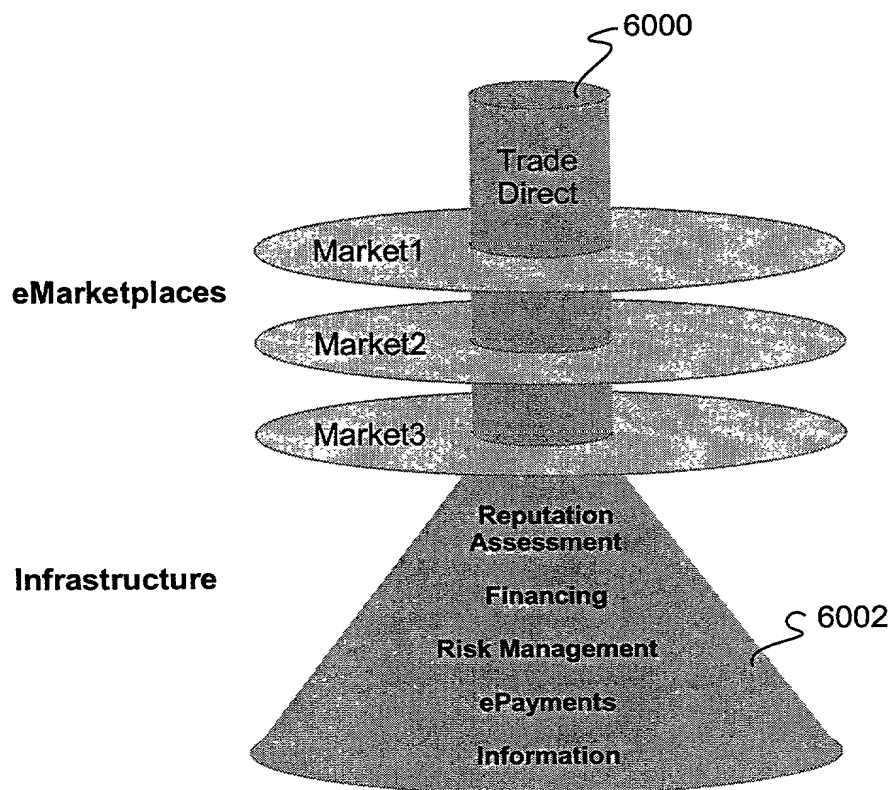 6000
Trade
Direct
Market1
eMarketplaces
Market2
Market3
Reputation
Assessment
Infrastructure
Financing
6002
Risk Management
ePayments
Information